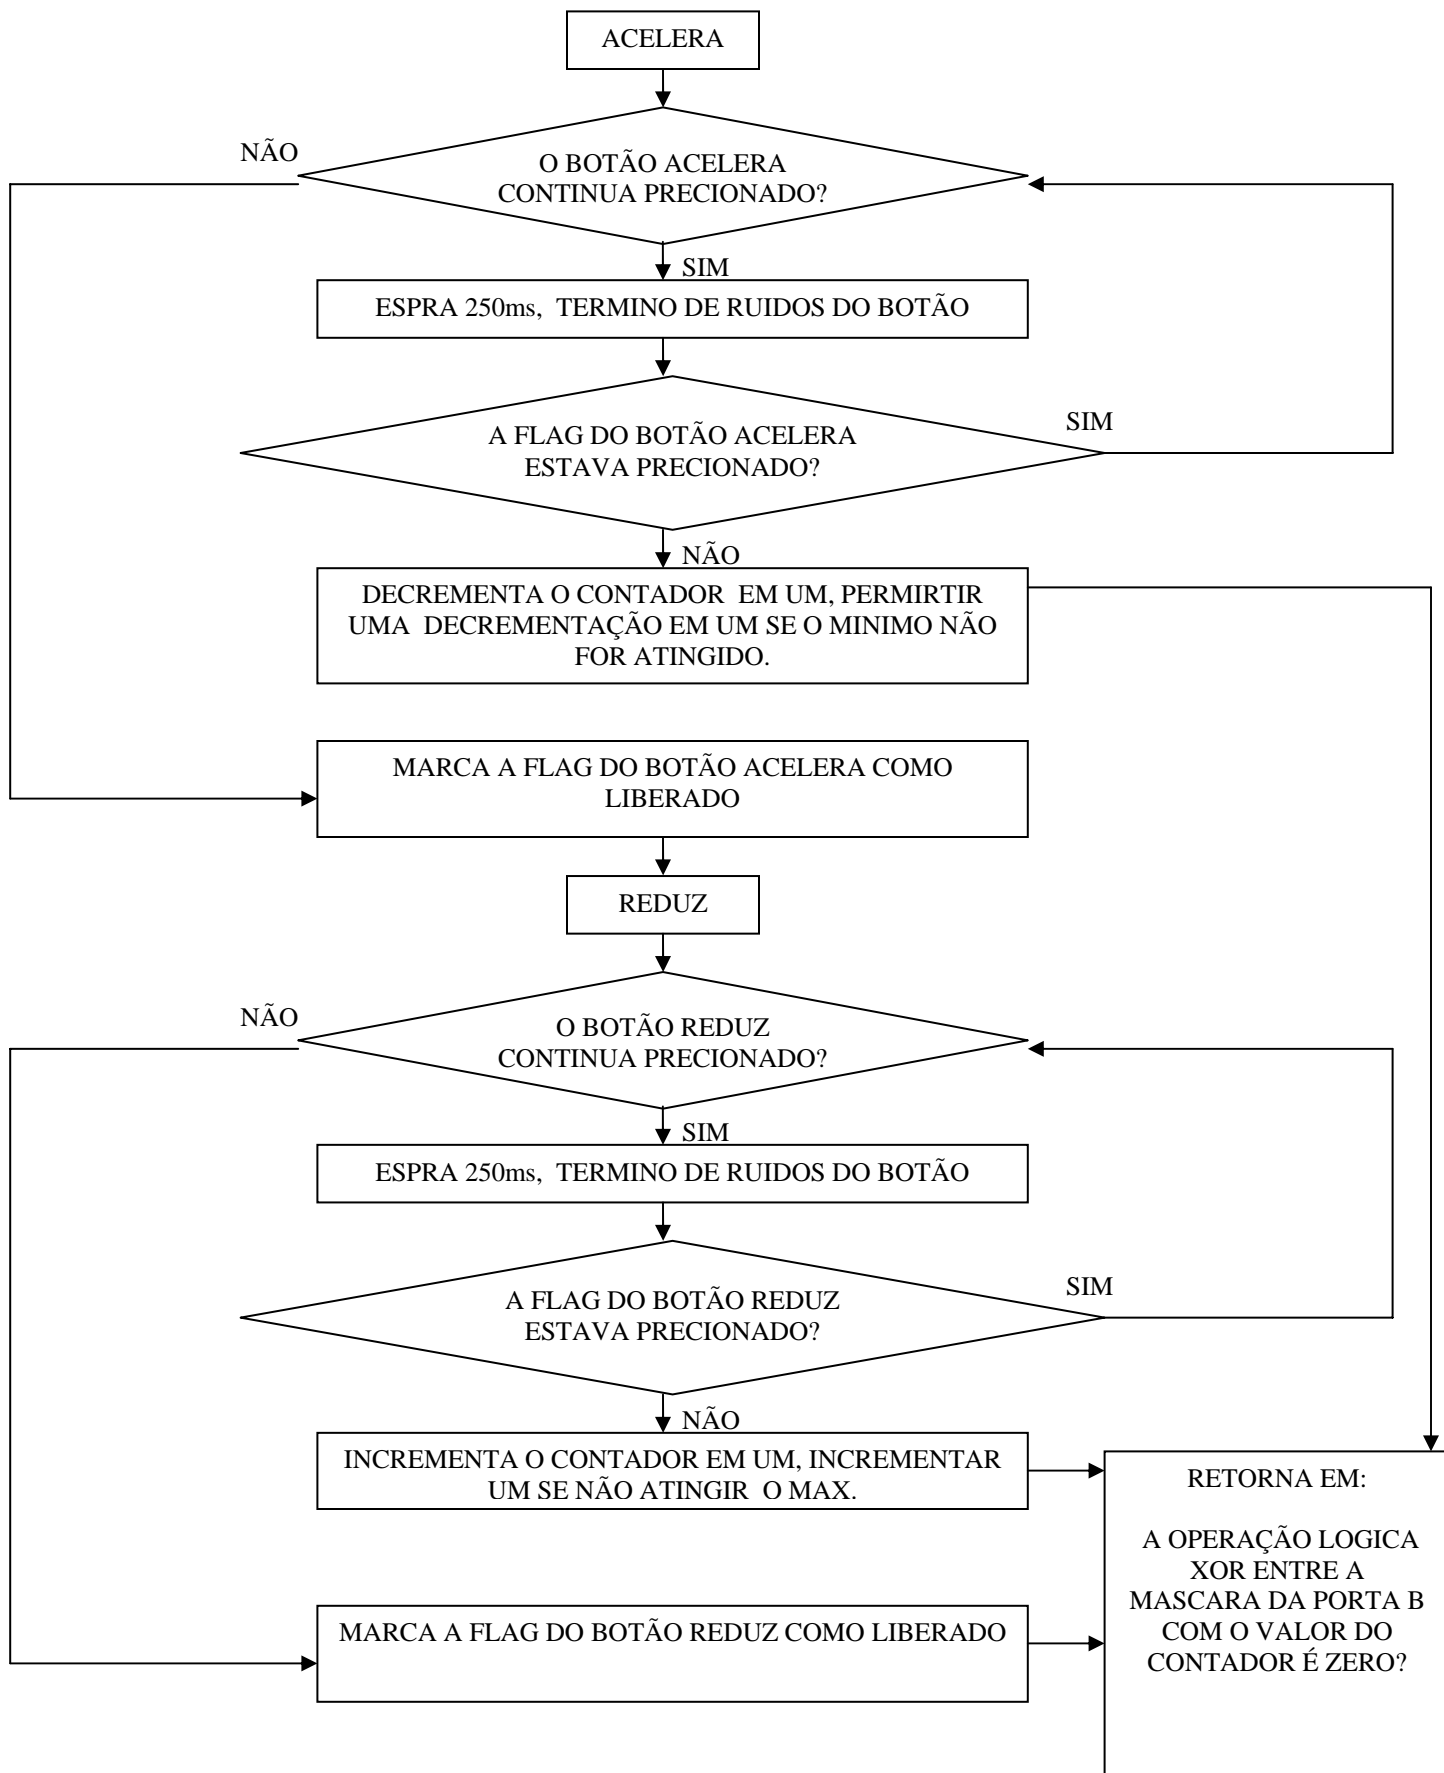 ACELERA
NÃO
O BOTÃO ACELERA
CONTINUA PRECIONADO?
SIM
ESPRA 250ms, TERMINO DE RUIDOS DO BOTÃO
SIM
A FLAG DO BOTÃO ACELERA
ESTAVA PRECIONADO?
NÃO
DECREMENTA O CONTADOR EM UM, PERMIRTIR
UMA DECREMENTAÇÃO EM UM SE O MINIMO NÃO
FOR ATINGIDO.
MARCA A FLAG DO BOTÃO ACELERA COMO
LIBERADO
REDUZ
NÃO
O BOTÃO REDUZ
CONTINUA PRECIONADO?
SIM
ESPRA 250ms, TERMINO DE RUIDOS DO BOTÃO
SIM
A FLAG DO BOTÃO REDUZ
ESTAVA PRECIONADO?
NÃO
INCREMENTA O CONTADOR EM UM, INCREMENTAR
UM SE NÃO ATINGIR O MAX.
RETORNA EM:
A OPERAÇÃO LOGICA
XOR ENTRE A
MASCARA DA PORTA B
COM O VALOR DO
CONTADOR É ZERO?
MARCA A FLAG DO BOTÃO REDUZ COMO LIBERADO